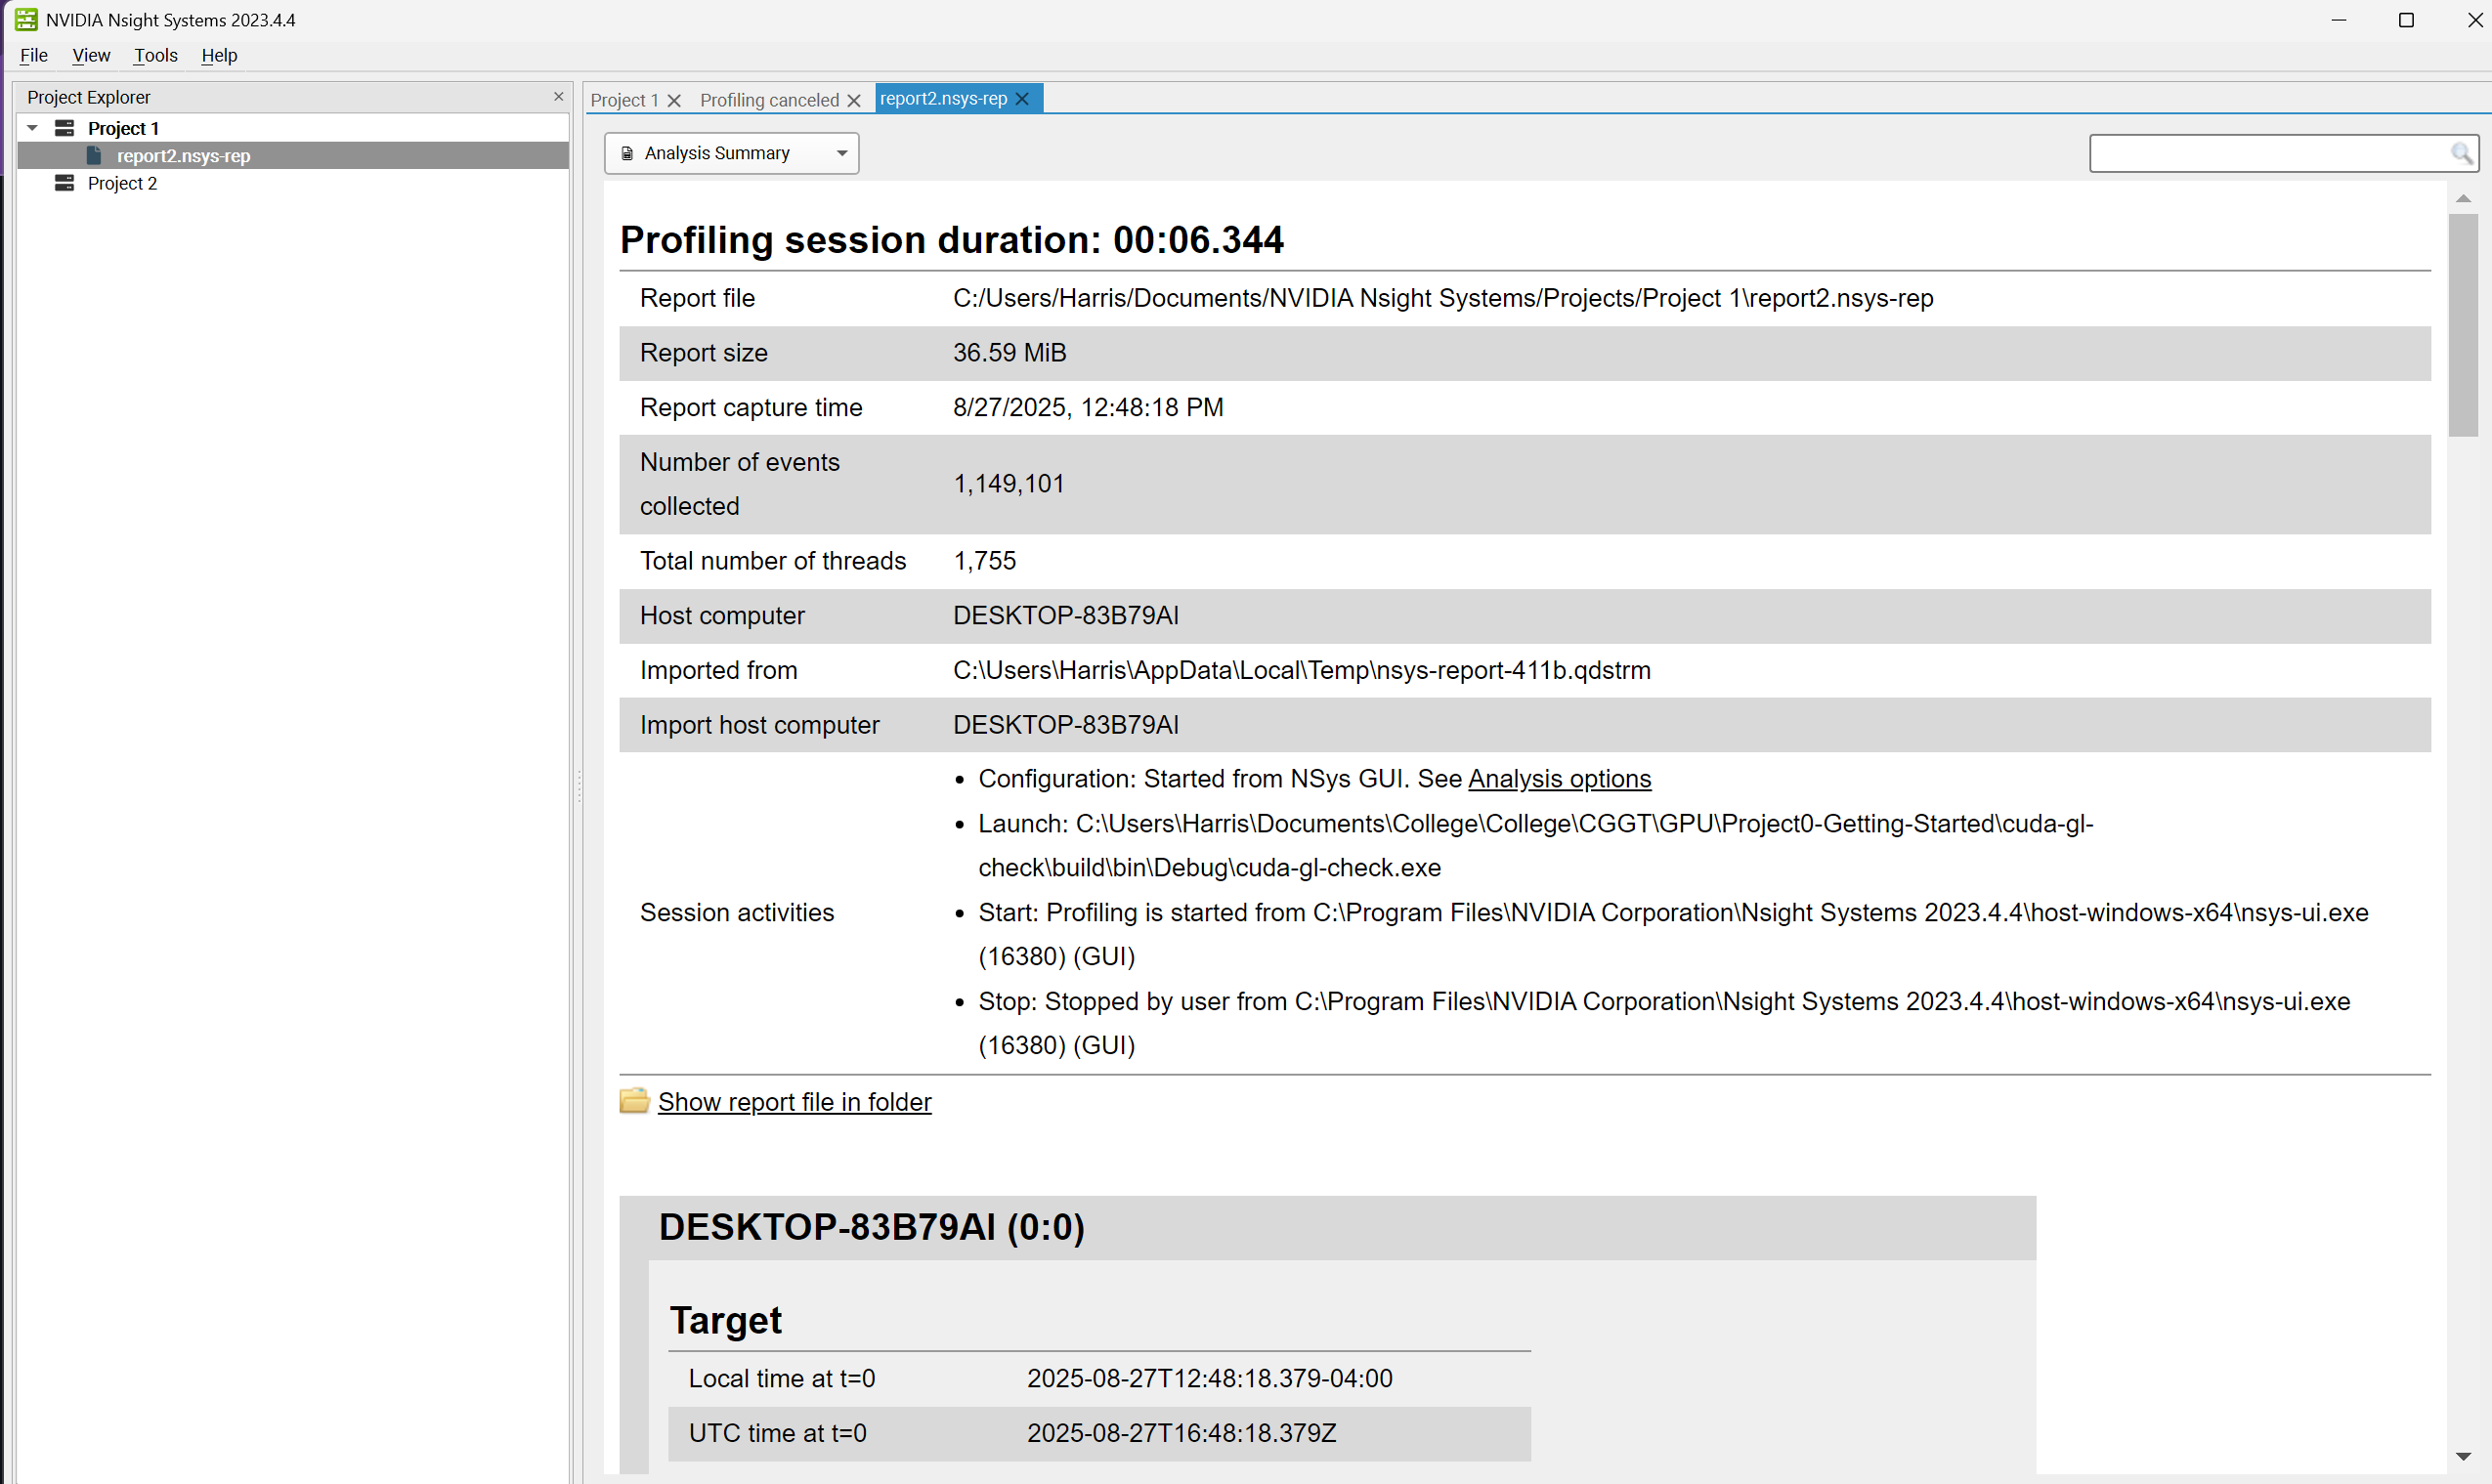 NVIDIA Nsight Systems 2023.4.4
File View Tools Help
Project Explorer
Project 1
report2.nsys-rep
Project 2
Project 1 Profiling canceled report2.nsys-rep
Analysis Summary
Profiling session duration: 00:06.344
Report file C:/Users/Harris/Documents/NVIDIA Nsight Systems/Projects/Project 1\report2.nsys-rep
Report size 36.59 MiB
Report capture time 8/27/2025, 12:48:18 PM
Number of events
collected
1,149,101
Total number of threads 1,755
Host computer DESKTOP-83B79AI
Imported from C:\Users\Harris\AppData\Local\Temp\nsys-report-411b.qdstrm
Import host computer DESKTOP-83B79AI
Session activities
• Configuration: Started from NSys GUI. See Analysis options
• Launch: C:\Users\Harris\Documents\College\College\CGGT\GPU\Project0-Getting-Started\cuda-gl-
check\build\bin\Debug\cuda-gl-check.exe
• Start: Profiling is started from C:\Program Files\NVIDIA Corporation\Nsight Systems 2023.4.4\host-windows-x64\nsys-ui.exe
(16380) (GUI)
• Stop: Stopped by user from C:\Program Files\NVIDIA Corporation\Nsight Systems 2023.4.4\host-windows-x64\nsys-ui.exe
(16380) (GUI)
Show report file in folder
DESKTOP-83B79AI (0:0)
Target
Local time at t=0 2025-08-27T12:48:18.379-04:00
UTC time at t=0 2025-08-27T16:48:18.379Z